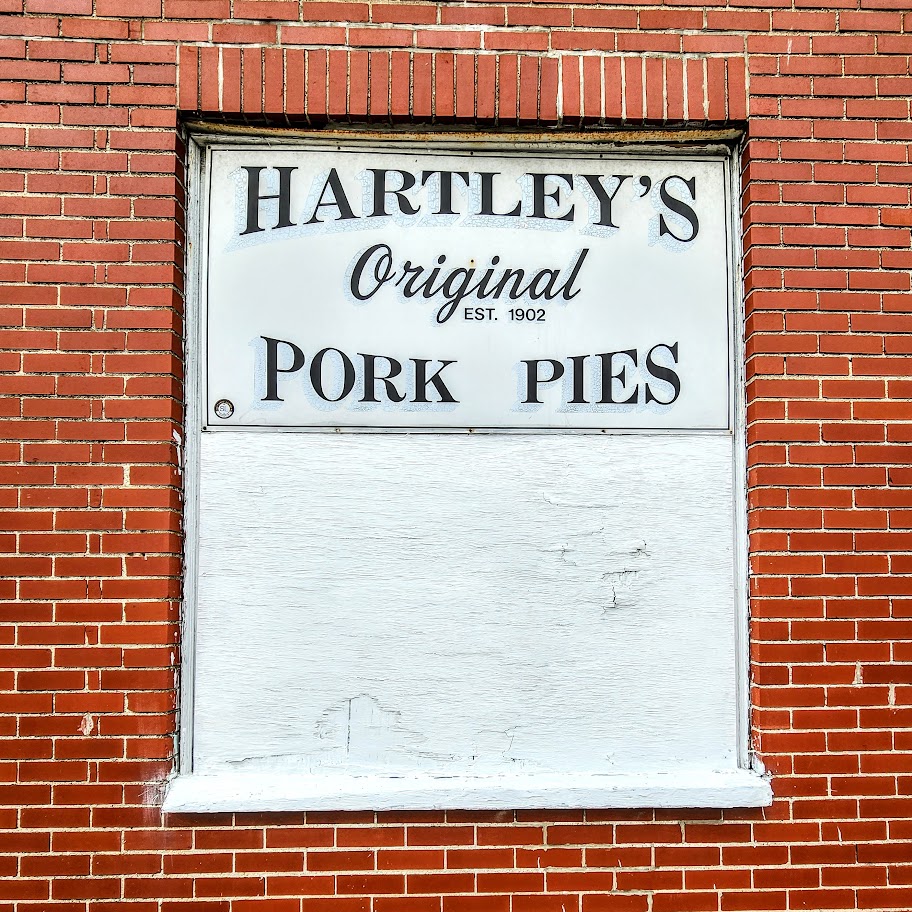 HARTLEY'S
Original
EST. 1902
PORK PIES